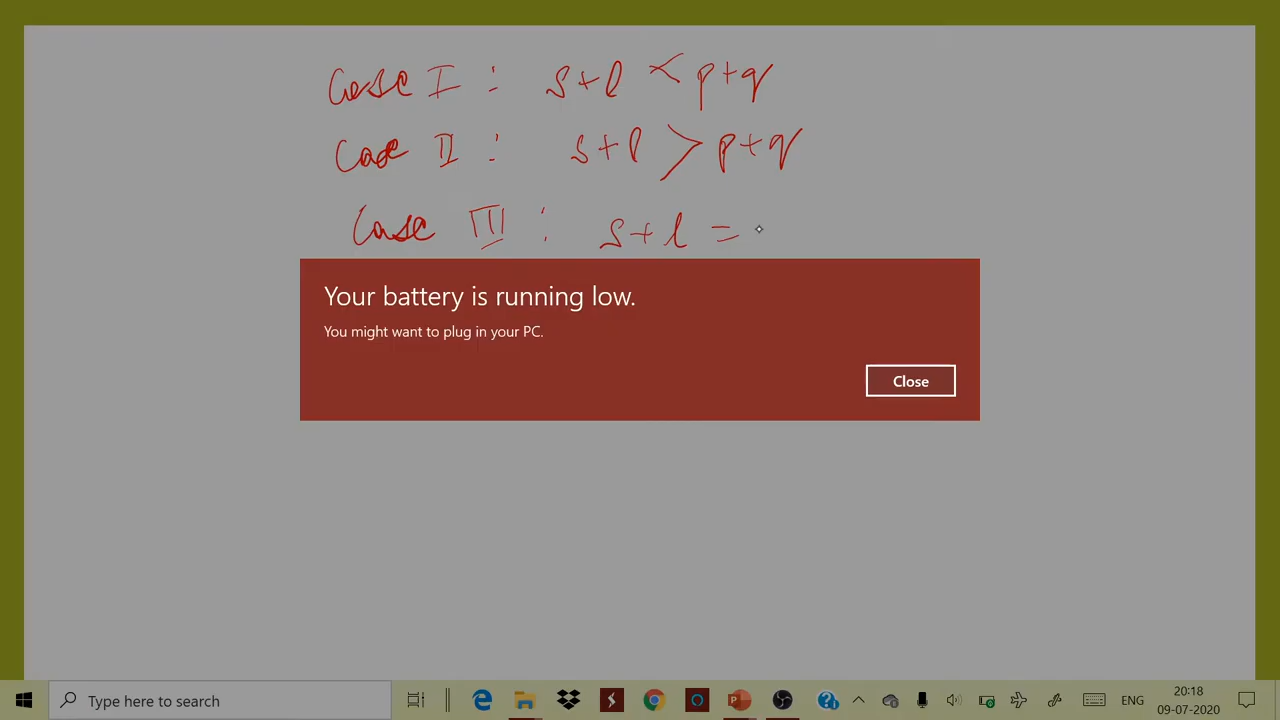 Case I : s+l < p+q
Case II : s+l > p+q
Case III : s+l =
Your battery is running low.
You might want to plug in your PC.
Close
Type here to search
ENG
20:18
09-07-2020